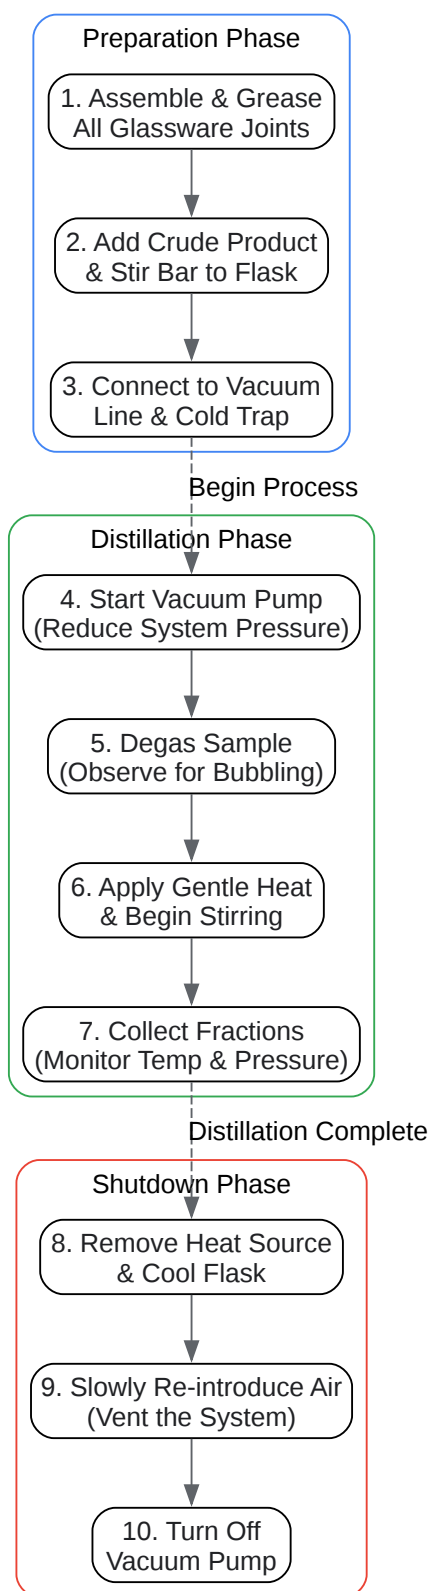 Preparation Phase
1. Assemble & Grease
All Glassware Joints
2. Add Crude Product
& Stir Bar to Flask
3. Connect to Vacuum
Line & Cold Trap
Begin Process
Distillation Phase
4. Start Vacuum Pump
(Reduce System Pressure)
5. Degas Sample
(Observe for Bubbling)
6. Apply Gentle Heat
& Begin Stirring
7. Collect Fractions
(Monitor Temp & Pressure)
Distillation Complete
Shutdown Phase
8. Remove Heat Source
& Cool Flask
9. Slowly Re-introduce Air
(Vent the System)
10. Turn Off
Vacuum Pump